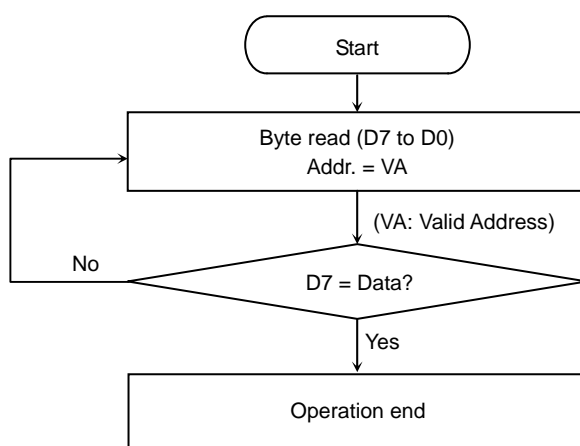 Start
Byte read (D7 to D0)
Addr. = VA
(VA: Valid Address)
No
D7 = Data?
Yes
Operation end